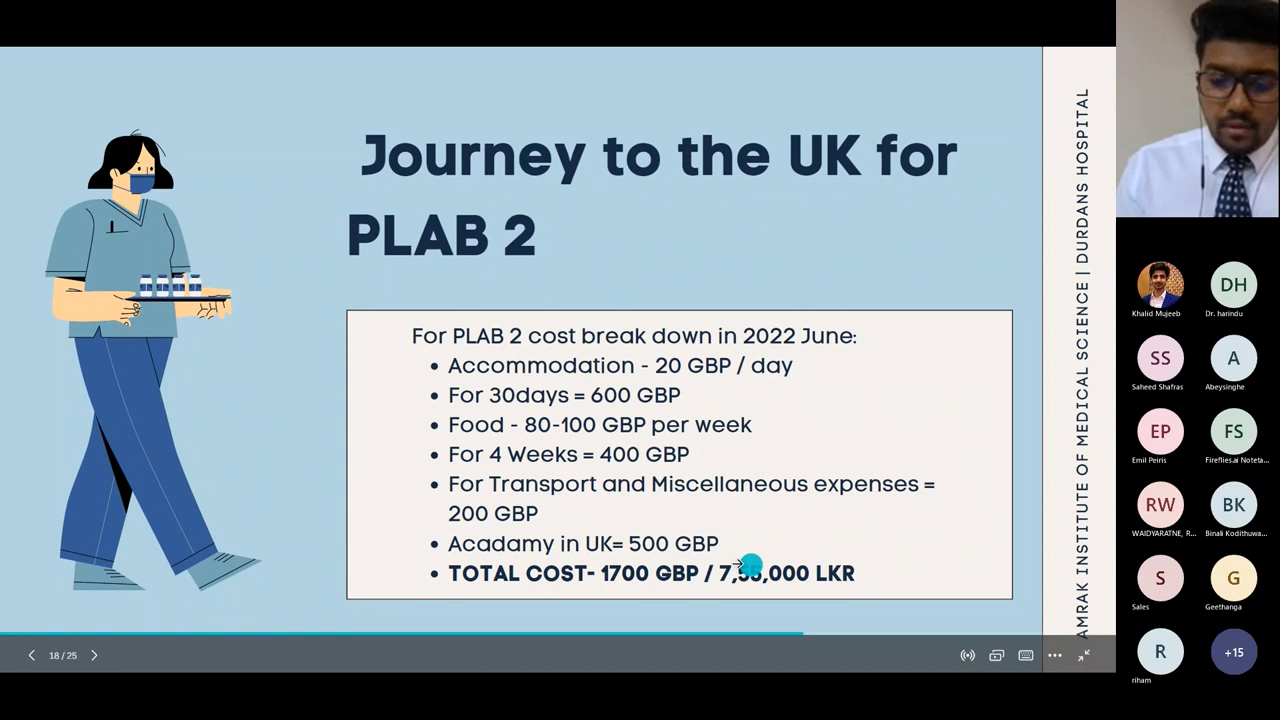 Journey to the UK for
PLAB 2
For PLAB 2 cost break down in 2022 June:
Accommodation - 20 GBP / day
For 30days = 600 GBP
Food - 80-100 GBP per week
For 4 Weeks = 400 GBP
For Transport and Miscellaneous expenses =
200 GBP
Acadamy in UK= 500 GBP
TOTAL COST- 1700 GBP / 7,55,000 LKR
AMRAK INSTITUTE OF MEDICAL SCIENCE | DURDANS HOSPITAL
18 / 25
Khalid Mujeeb
DH
Dr. harindu
SS
Saheed Shafras
A
Abeysinghe
EP
Emil Peiris
FS
Fireflies.ai Noteta...
RW
WAIDYARATNE, R...
BK
Binali Kodithuwa...
S
Sales
G
Geethanga
R
riham
+15